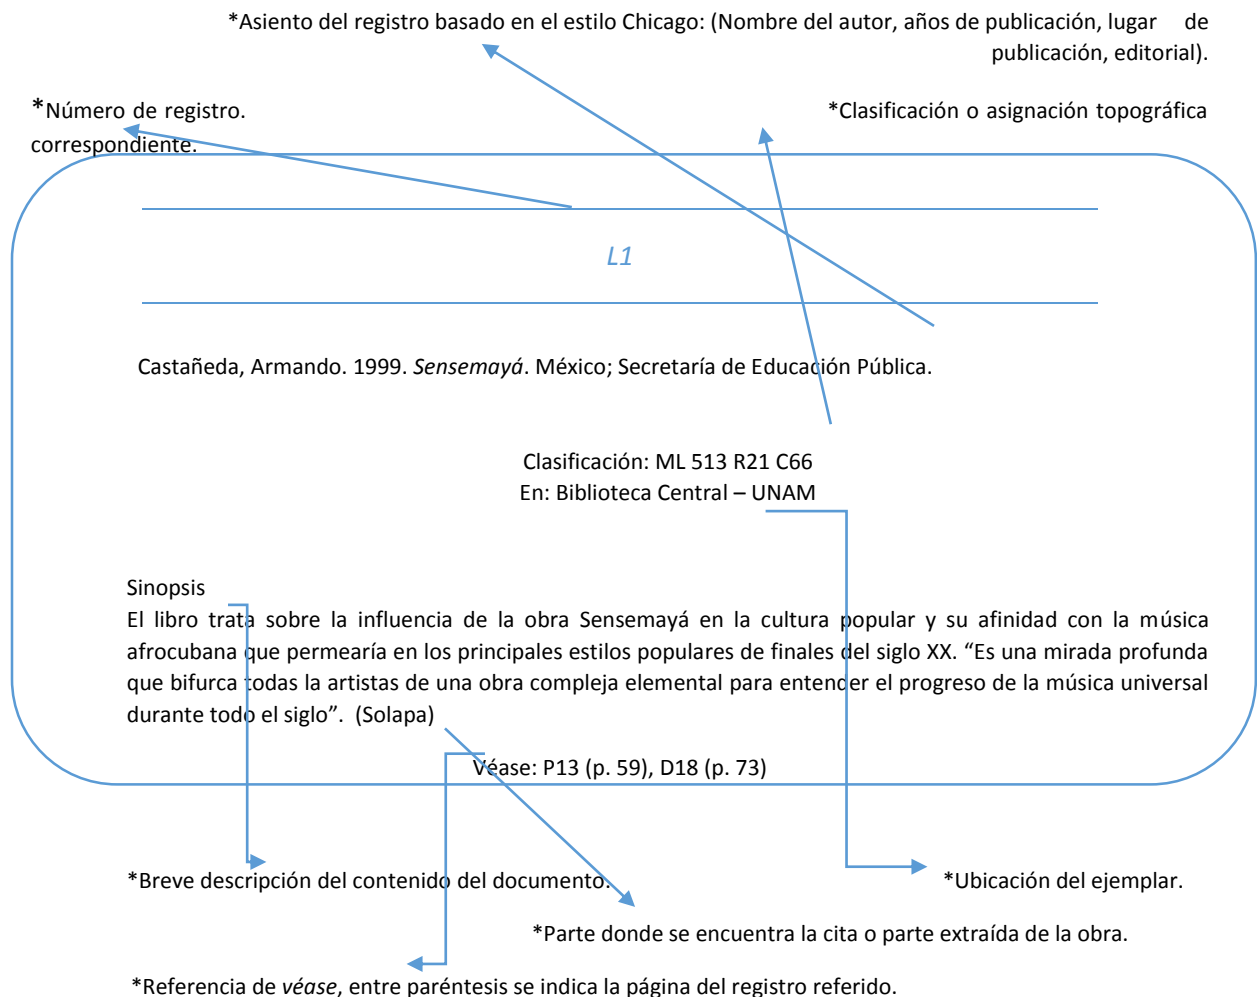 *Asiento del registro basado en el estilo Chicago: (Nombre del autor, años de publicación, lugar de
publicación, editorial).
*Número de registro.
*Clasificación o asignación topográfica
correspondiente.
L1
Castañeda, Armando. 1999. Sensemayá. México; Secretaría de Educación Pública.
Clasificación: ML 513 R21 C66
En: Biblioteca Central – UNAM
Sinopsis
El libro trata sobre la influencia de la obra Sensemayá en la cultura popular y su afinidad con la música
afrocubana que permearía en los principales estilos populares de finales del siglo XX. “Es una mirada profunda
que bifurca todas la artistas de una obra compleja elemental para entender el progreso de la música universal
durante todo el siglo”. (Solapa)
Véase: P13 (p. 59), D18 (p. 73)
*Breve descripción del contenido del documento.
*Ubicación del ejemplar.
*Parte donde se encuentra la cita o parte extraída de la obra.
*Referencia de véase, entre paréntesis se indica la página del registro referido.